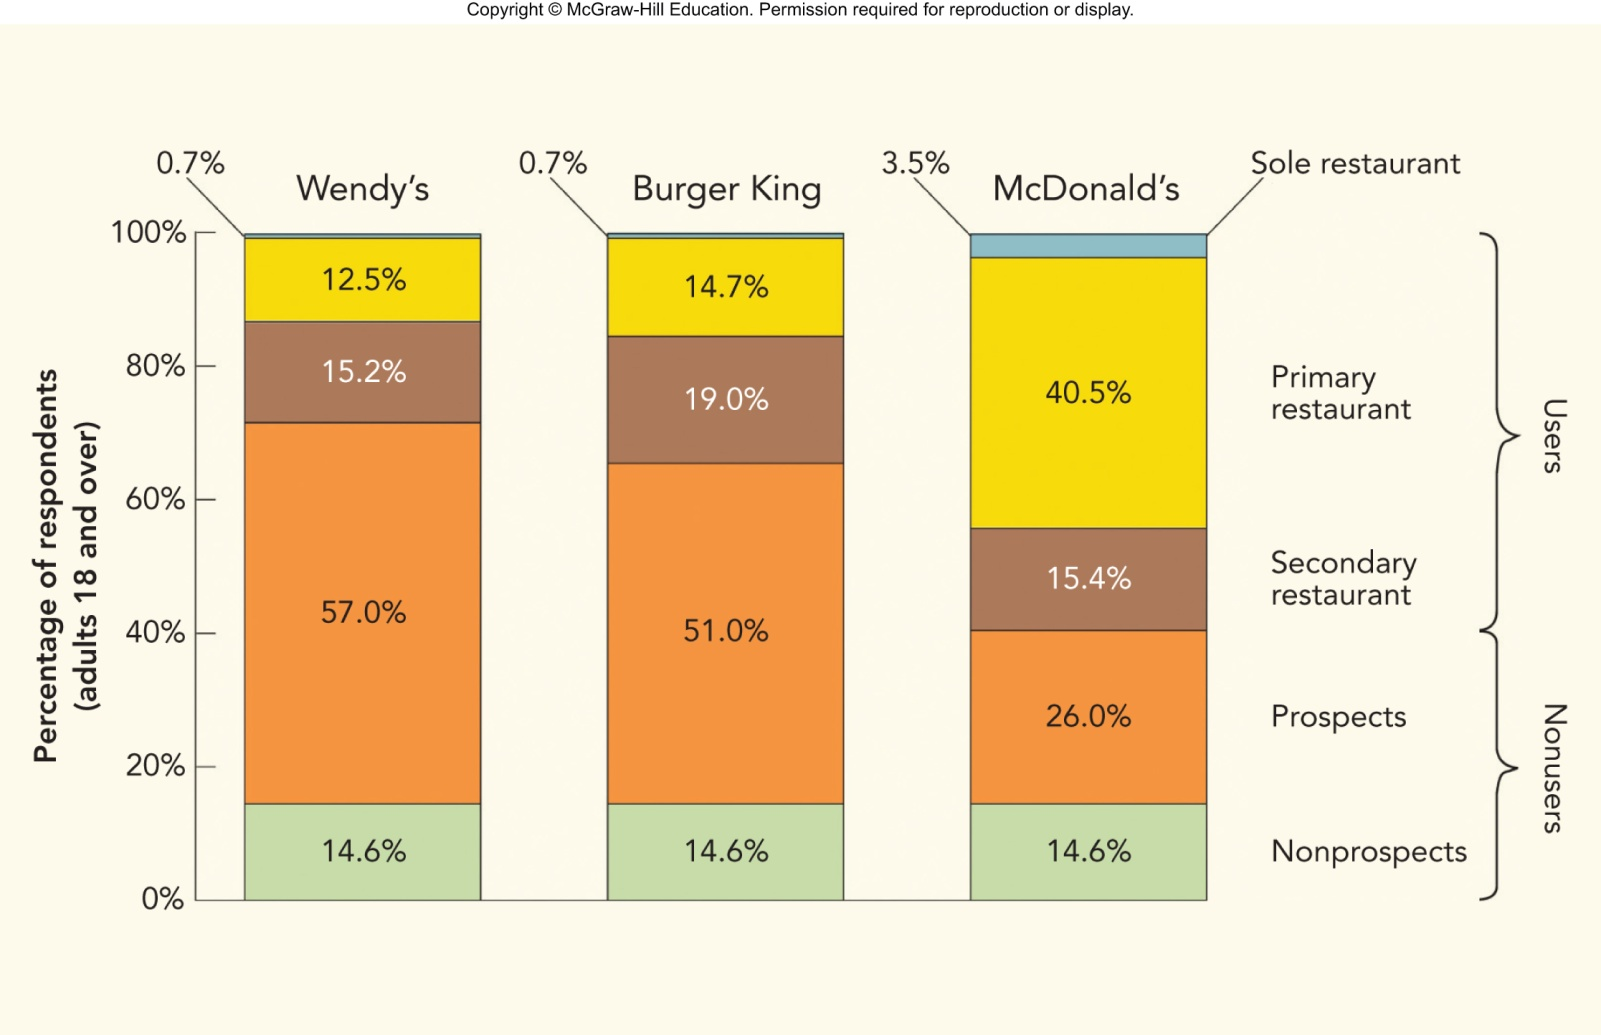 Copyright © McGraw-Hill Education. Permission required for reproduction or display.
0.7%
Wendy’s
0.7%
Burger King
3.5%
McDonald’s
Sole restaurant
Percentage of respondents
(adults 18 and over)
100%
80%
60%
40%
20%
0%
12.5%
15.2%
57.0%
14.6%
14.7%
19.0%
51.0%
14.6%
40.5%
15.4%
26.0%
14.6%
Primary
restaurant
Secondary
restaurant
Prospects
Nonprospects
Users
Nonusers